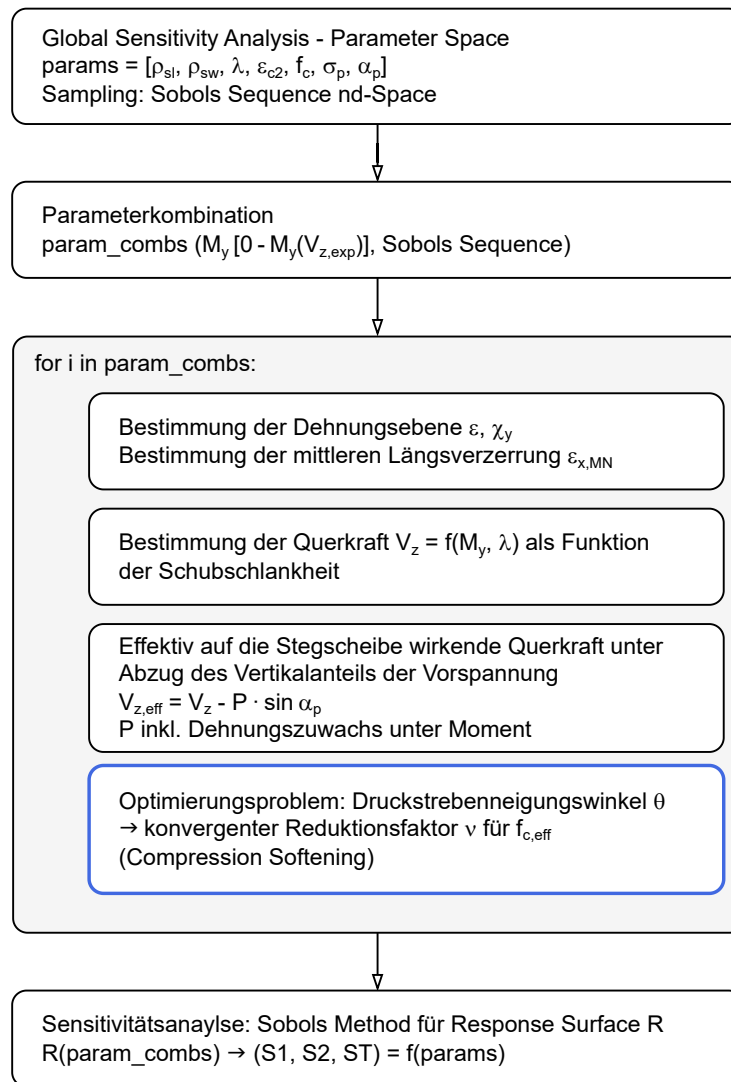 Global Sensitivity Analysis - Parameter Space
params = [ρsl, ρsw, λ, εc2, fc, σp, αp]
Sampling: Sobols Sequence nd-Space
Parameterkombination
param_combs (My [0 - My(Vz,exp)], Sobols Sequence)
for i in param_combs:
Bestimmung der Dehnungsebene ε, χy
Bestimmung der mittleren Längsverzerrung εx,MN
Bestimmung der Querkraft Vz = f(My, λ) als Funktion
der Schubschlankheit
Effektiv auf die Stegscheibe wirkende Querkraft unter
Abzug des Vertikalanteils der Vorspannung
Vz,eff = Vz - P · sin αp
P inkl. Dehnungszuwachs unter Moment
Optimierungsproblem: Druckstrebenneigungswinkel θ
→ konvergenter Reduktionsfaktor ν für fc,eff
(Compression Softening)
Sensitivitätsanaylse: Sobols Method für Response Surface R
R(param_combs) → (S1, S2, ST) = f(params)